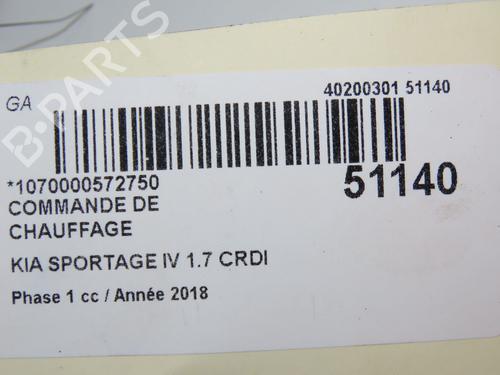 GA
40200301 51140
B-PARTS
*1070000572750
51140
COMMANDE DE
CHAUFFAGE
KIA SPORTAGE IV 1.7 CRDI
Phase 1 cc / Année 2018